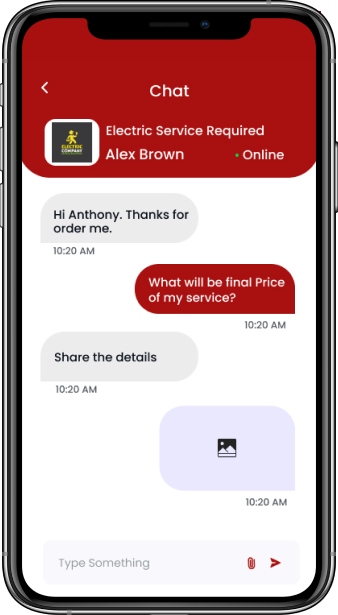 Chat
Electric Service Required
ELECTRIC
COMPANY
Alex Brown
Online
Hi Anthony. Thanks for
order me.
10:20 AM
What will be final Price
of my service?
10:20 AM
Share the details
10:20 AM
10:20 AM
Type Something